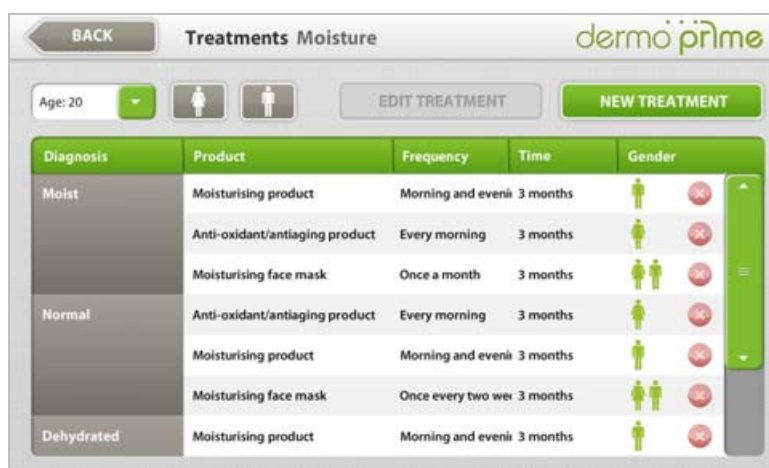 BACK
Treatments Moisture
dermo prime
Age: 20
EDIT TREATMENT
NEW TREATMENT
Diagnosis Product Frequency Time Gender
Moist Moisturising product Morning and evenin 3 months
Anti-oxidant/antiaging product Every morning 3 months
Moisturising face mask Once a month 3 months
Normal Anti-oxidant/antiaging product Every morning 3 months
Moisturising product Morning and evenin 3 months
Moisturising face mask Once every two wee 3 months
Dehydrated Moisturising product Morning and evenin 3 months